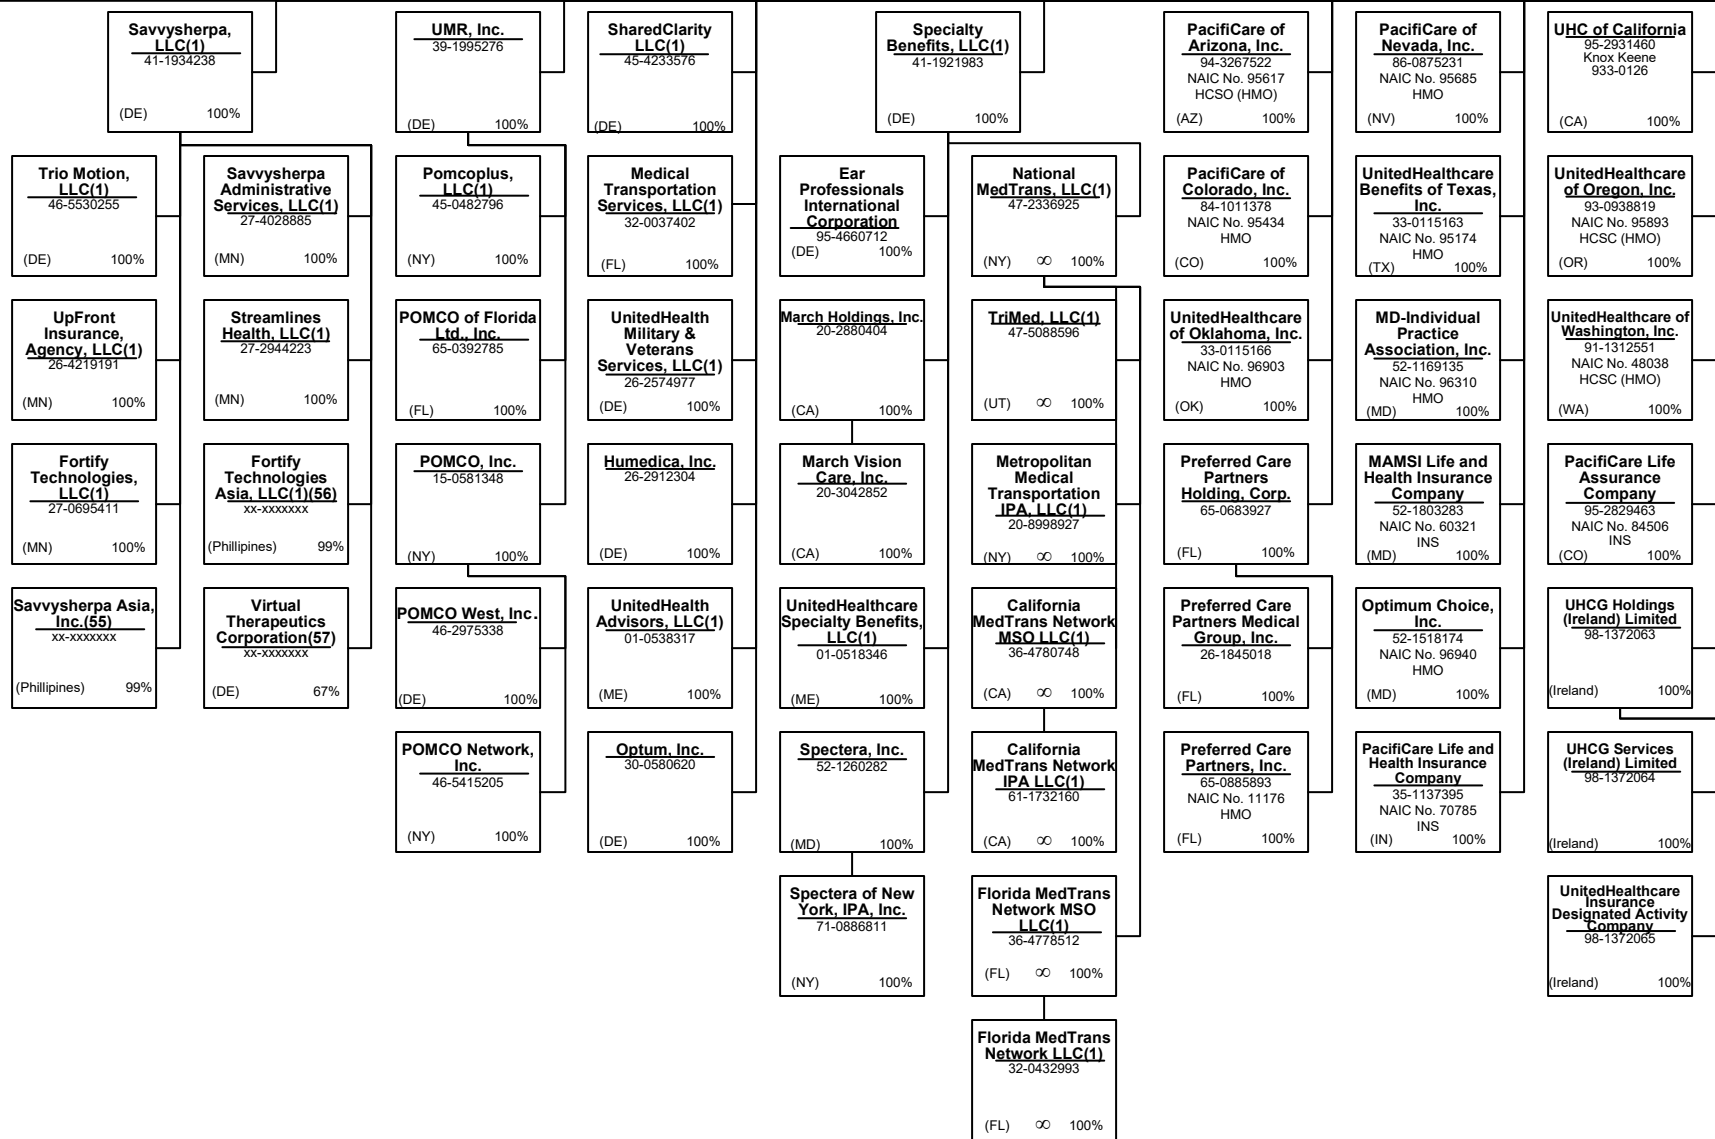 Savvysherpa,
LLC(1)
41-1934238
(DE) 100%
UMR, Inc.
39-1995276
(DE) 100%
SharedClarity
LLC(1)
45-4233576
(DE) 100%
Specialty
Benefits, LLC(1)
41-1921983
(DE) 100%
PacifiCare of
Arizona, Inc.
94-3267522
NAIC No. 95617
HCSO (HMO)
(AZ) 100%
PacifiCare of
Nevada, Inc.
86-0875231
NAIC No. 95685
HMO
(NV) 100%
UHC of California
95-2931460
Knox Keene
933-0126
(CA) 100%
Trio Motion,
LLC(1)
46-5530255
(DE) 100%
Savvysherpa
Administrative
Services, LLC(1)
27-4028885
(MN) 100%
Pomcoplus,
LLC(1)
45-0482796
(NY) 100%
Medical
Transportation
Services, LLC(1)
32-0037402
(FL) 100%
Ear
Professionals
International
Corporation
95-4660712
(DE) 100%
National
MedTrans, LLC(1)
47-2336925
(NY) ∞ 100%
PacifiCare of
Colorado, Inc.
84-1011378
NAIC No. 95434
HMO
(CO) 100%
UnitedHealthcare
Benefits of Texas,
Inc.
33-0115163
NAIC No. 95174
HMO
(TX) 100%
UnitedHealthcare
of Oregon, Inc.
93-0938819
NAIC No. 95893
HCSC (HMO)
(OR) 100%
UpFront
Insurance,
Agency, LLC(1)
26-4219191
(MN) 100%
Streamlines
Health, LLC(1)
27-2944223
(MN) 100%
POMCO of Florida
Ltd., Inc.
65-0392785
(FL) 100%
UnitedHealth
Military &
Veterans
Services, LLC(1)
26-2574977
(DE) 100%
March Holdings, Inc.
20-2880404
(CA) 100%
TriMed, LLC(1)
47-5088596
(UT) ∞ 100%
UnitedHealthcare
of Oklahoma, Inc.
33-0115166
NAIC No. 96903
HMO
(OK) 100%
MD-Individual
Practice
Association, Inc.
52-1169135
NAIC No. 96310
HMO
(MD) 100%
UnitedHealthcare of
Washington, Inc.
91-1312551
NAIC No. 48038
HCSC (HMO)
(WA) 100%
Fortify
Technologies,
LLC(1)
27-0695411
(MN) 100%
Fortify
Technologies
Asia, LLC(1)(56)
xx-xxxxxxx
(Phillipines) 99%
POMCO, Inc.
15-0581348
(NY) 100%
Humedica, Inc.
26-2912304
(DE) 100%
March Vision
Care, Inc.
20-3042852
(CA) 100%
Metropolitan
Medical
Transportation
IPA, LLC(1)
20-8998927
(NY) ∞ 100%
Preferred Care
Partners
Holding, Corp.
65-0683927
(FL) 100%
MAMSI Life and
Health Insurance
Company
52-1803283
NAIC No. 60321
INS
(MD) 100%
PacifiCare Life
Assurance
Company
95-2829463
NAIC No. 84506
INS
(CO) 100%
Savvysherpa Asia,
Inc.(55)
xx-xxxxxxx
(Phillipines) 99%
Virtual
Therapeutics
Corporation(57)
xx-xxxxxxx
(DE) 67%
POMCO West, Inc.
46-2975338
(DE) 100%
UnitedHealth
Advisors, LLC(1)
01-0538317
(ME) 100%
UnitedHealthcare
Specialty Benefits,
LLC(1)
01-0518346
(ME) 100%
California
MedTrans Network
MSO LLC(1)
36-4780748
(CA) ∞ 100%
Preferred Care
Partners Medical
Group, Inc.
26-1845018
(FL) 100%
Optimum Choice,
Inc.
52-1518174
NAIC No. 96940
HMO
(MD) 100%
UHCG Holdings
(Ireland) Limited
98-1372063
(Ireland) 100%
POMCO Network,
Inc.
46-5415205
(NY) 100%
Optum, Inc.
30-0580620
(DE) 100%
Spectera, Inc.
52-1260282
(MD) 100%
California
MedTrans Network
IPA LLC(1)
61-1732160
(CA) ∞ 100%
Preferred Care
Partners, Inc.
65-0885893
NAIC No. 11176
HMO
(FL) 100%
PacifiCare Life and
Health Insurance
Company
35-1137395
NAIC No. 70785
INS
(IN) 100%
UHCG Services
(Ireland) Limited
98-1372064
(Ireland) 100%
Spectera of New
York, IPA, Inc.
71-0886811
(NY) 100%
Florida MedTrans
Network MSO
LLC(1)
36-4778512
(FL) ∞ 100%
UnitedHealthcare
Insurance
Designated Activity
Company
98-1372065
(Ireland) 100%
Florida MedTrans
Network LLC(1)
32-0432993
(FL) ∞ 100%